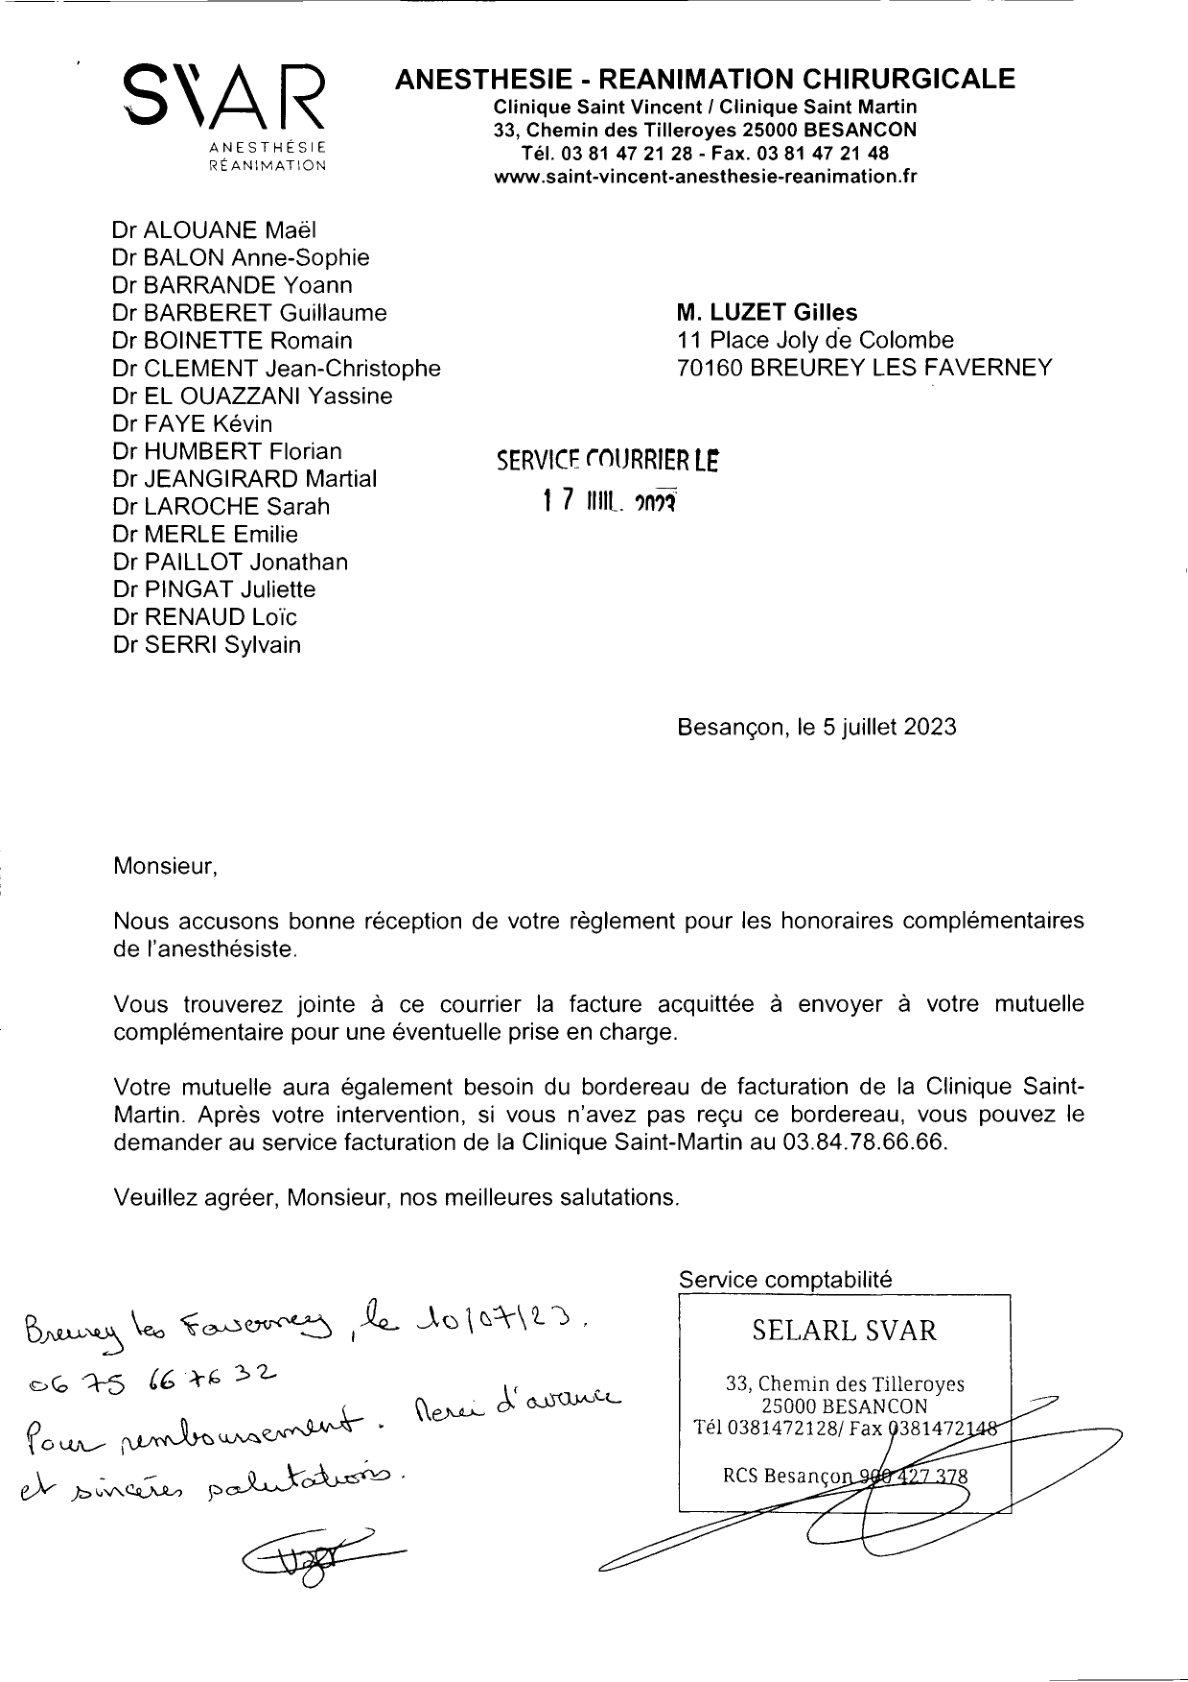 SVAR
ANESTHÉSIE
RÉANIMATION
ANESTHESIE - REANIMATION CHIRURGICALE
Clinique Saint Vincent / Clinique Saint Martin
33, Chemin des Tilleroyes 25000 BESANCON
Tél. 03 81 47 21 28 - Fax. 03 81 47 21 48
www.saint-vincent-anesthesie-reanimation.fr
Dr ALOUANE Maël
Dr BALON Anne-Sophie
Dr BARRANDE Yoann
Dr BARBERET Guillaume
Dr BOINETTE Romain
Dr CLEMENT Jean-Christophe
Dr EL OUAZZANI Yassine
Dr FAYE Kévin
Dr HUMBERT Florian
Dr JEANGIRARD Martial
Dr LAROCHE Sarah
Dr MERLE Emilie
Dr PAILLOT Jonathan
Dr PINGAT Juliette
Dr RENAUD Loïc
Dr SERRI Sylvain
M. LUZET Gilles
11 Place Joly de Colombe
70160 BREUREY LES FAVERNEY
SERVICE COURRIER LE
17 JUIL. 2023
Besançon, le 5 juillet 2023
Monsieur,
Nous accusons bonne réception de votre règlement pour les honoraires complémentaires
de l'anesthésiste.
Vous trouverez jointe à ce courrier la facture acquittée à envoyer à votre mutuelle
complémentaire pour une éventuelle prise en charge.
Votre mutuelle aura également besoin du bordereau de facturation de la Clinique Saint-
Martin. Après votre intervention, si vous n'avez pas reçu ce bordereau, vous pouvez le
demander au service facturation de la Clinique Saint-Martin au 03.84.78.66.66.
Veuillez agréer, Monsieur, nos meilleures salutations.
Service comptabilité
SELARL SVAR
33, Chemin des Tilleroyes
25000 BESANCON
Tél 0381472128/ Fax 0381472148
RCS Besançon 900 427 378
Breurey les Faverney, le 10/07/23.
06 75 66 76 32
Pour remboursement. Merci d'avance
et sincères salutations.